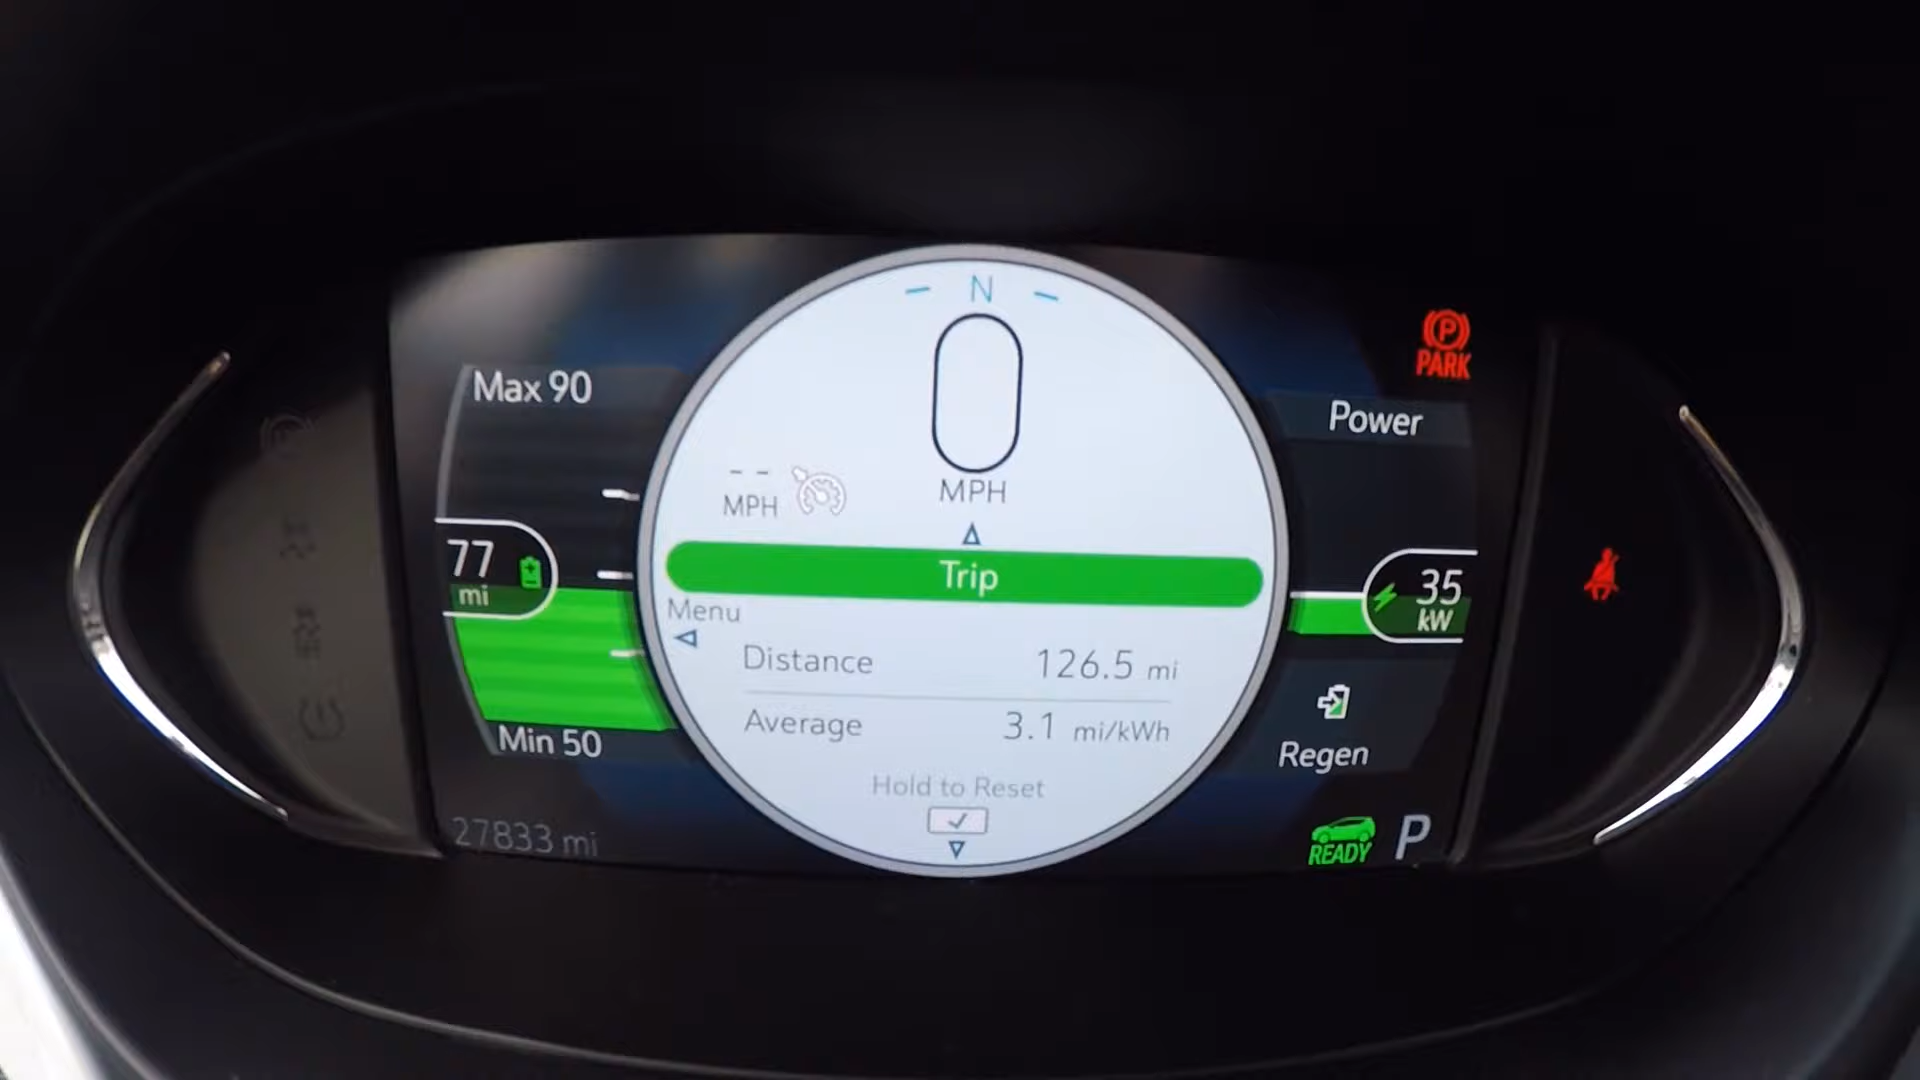 N
PARK
Max 90
0
Power
-- MPH
MPH
77 mi
Trip
35 kW
Menu
Distance 126.5 mi
Average 3.1 mi/kWh
Min 50
Regen
Hold to Reset
27833 mi
READY P